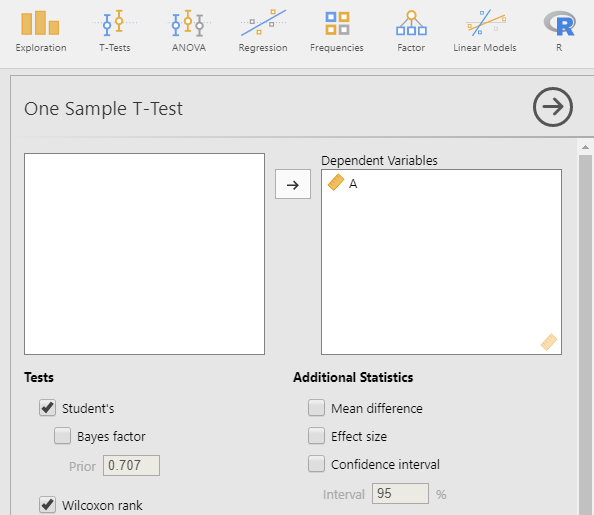 Exploration T-Tests ANOVA Regression Frequencies Factor Linear Models R
One Sample T-Test
Dependent Variables
A
Tests Additional Statistics
Student's Mean difference
Bayes factor Effect size
Prior 0.707 Confidence interval
Interval 95 %
Wilcoxon rank